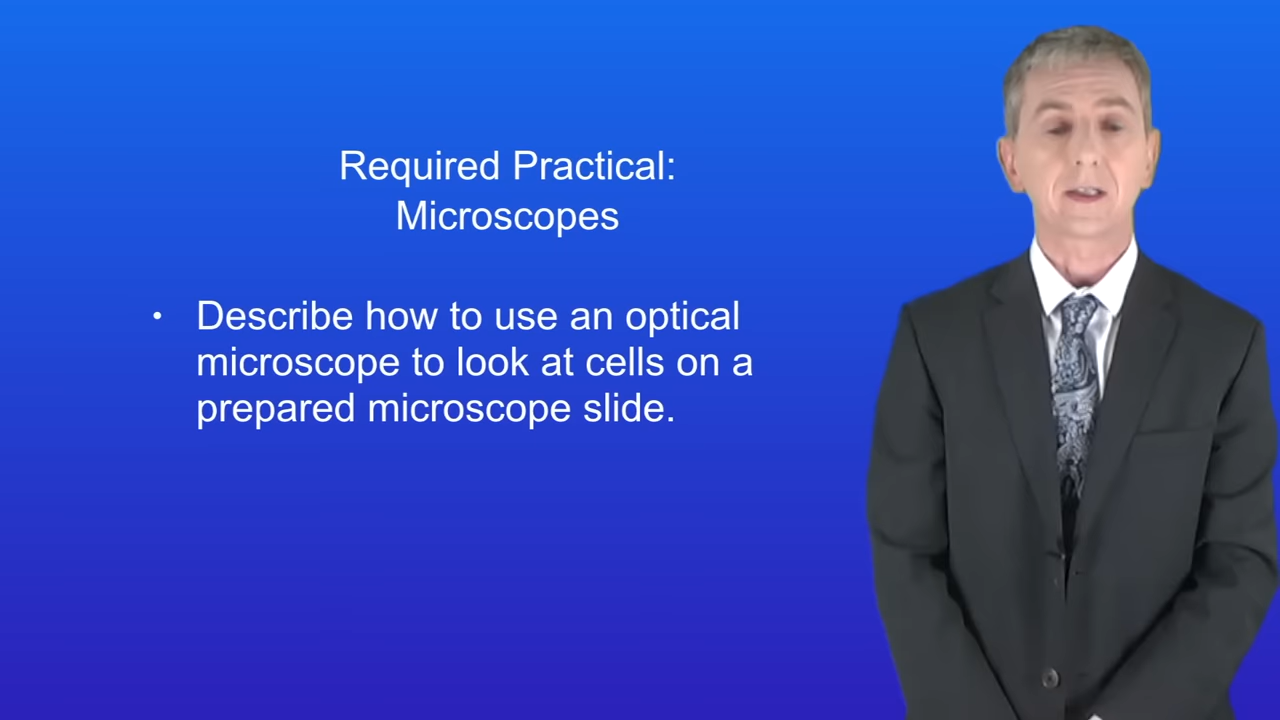 Required Practical:
Microscopes
• Describe how to use an optical
microscope to look at cells on a
prepared microscope slide.